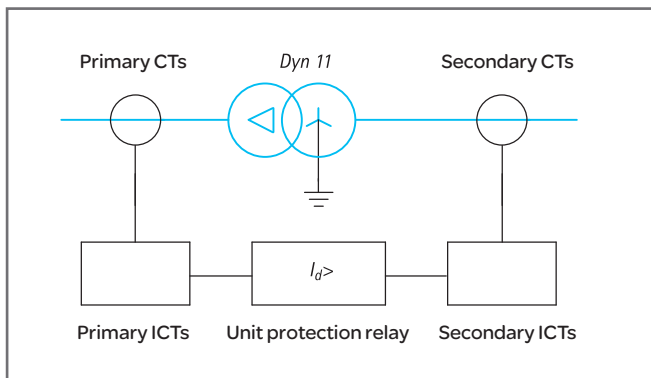 Primary CTs
Dyn 11
Secondary CTs
Id>
Primary ICTs
Unit protection relay
Secondary ICTs